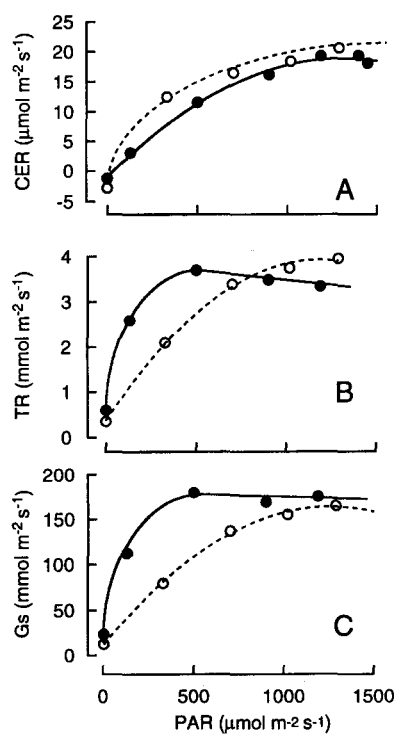 25
20
15
10
5
0
-5
CER (μmol m-2 s-1)
A
4
3
2
1
0
TR (mmol m-2 s-1)
B
200
150
100
50
0
Gs (mmol m-2 s-1)
C
0 500 1000 1500
PAR (μmol m-2 s-1)